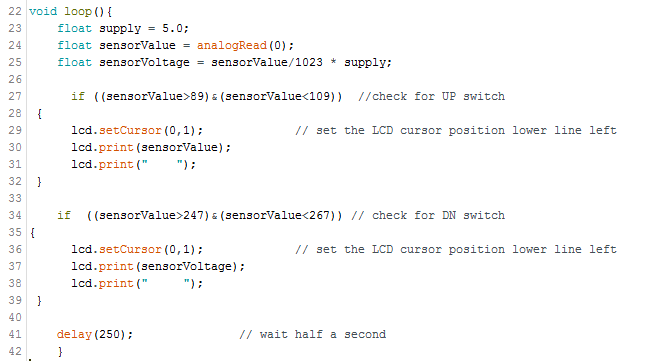 22 void loop(){
23     float supply = 5.0;
24     float sensorValue = analogRead(0);
25     float sensorVoltage = sensorValue/1023 * supply;
26
27       if ((sensorValue>89)&(sensorValue<109))  //check for UP switch
28  {
29       lcd.setCursor(0,1);             // set the LCD cursor position lower line left
30       lcd.print(sensorValue);
31       lcd.print("    ");
32  }
33
34     if  ((sensorValue>247)&(sensorValue<267)) // check for DN switch
35 {
36       lcd.setCursor(0,1);             // set the LCD cursor position lower line left
37       lcd.print(sensorVoltage);
38       lcd.print("     ");
39  }
40
41     delay(250);               // wait half a second
42     }